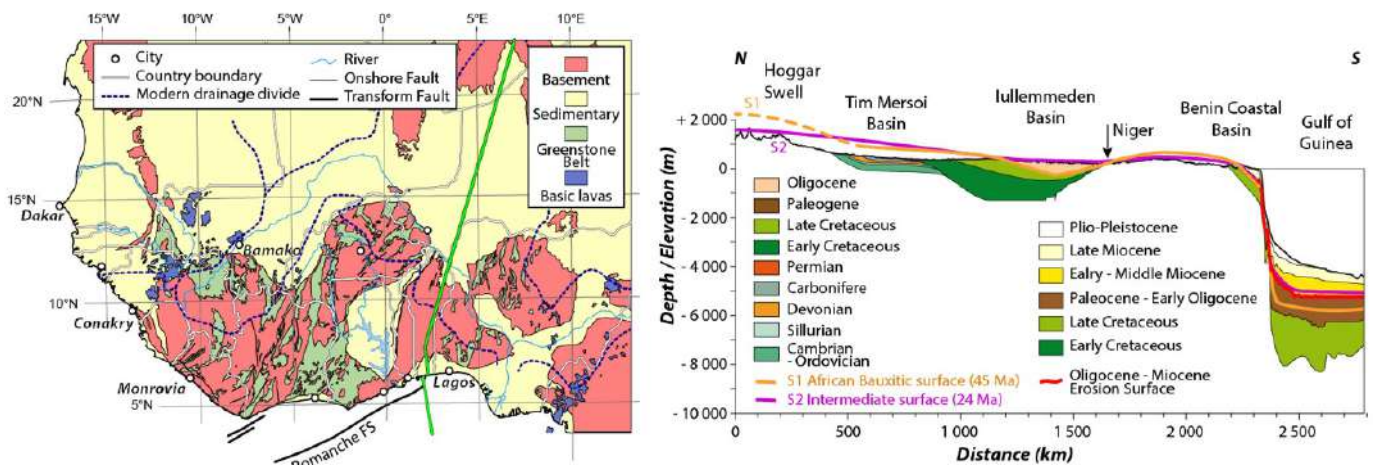 15°W 10°W 5°W 0° 5°E 10°E
City
River
Country boundary
Onshore Fault
Modern drainage divide
Transform Fault
Basement
Sedimentary
Greenstone
Belt
Basic lavas
20°N
15°N
10°N
5°N
Dakar
Bamako
Conakry
Monrovia
Lagos
Romanche FS
15°W 10°W 5°W 0° 5°E 10°E
N
S
Hoggar
Swell
Tim Mersoi
Basin
Iullemmeden
Basin
Niger
Benin Coastal
Basin
Gulf of
Guinea
S1
S2
Depth / Elevation (m)
+ 2 000
0
- 2 000
- 4 000
- 6 000
- 8 000
- 10 000
Oligocene
Paleogene
Late Cretaceous
Early Cretaceous
Permian
Carbonifere
Devonian
Sillurian
Cambrian
- Ordovician
S1 African Bauxitic surface (45 Ma)
S2 Intermediate surface (24 Ma)
Plio-Pleistocene
Late Miocene
Ealry - Middle Miocene
Paleocene - Early Oligocene
Late Cretaceous
Early Cretaceous
Oligocene - Miocene
Erosion Surface
0 500 1 000 1 500 2 000 2 500
Distance (km)